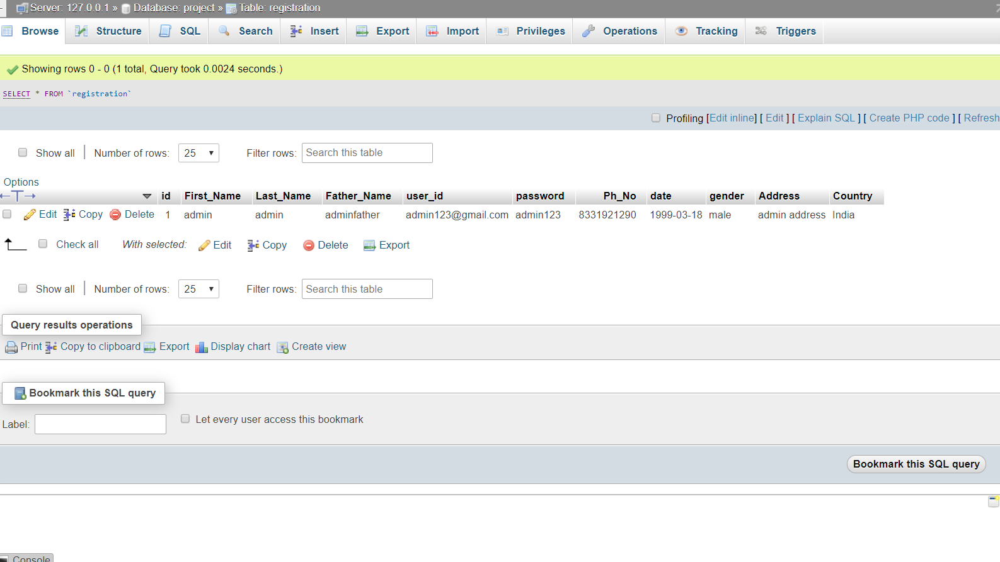 Server: 127.0.0.1 » Database: project » Table: registration
Browse Structure SQL Search Insert Export Import Privileges Operations Tracking Triggers
Showing rows 0 - 0 (1 total, Query took 0.0024 seconds.)
SELECT * FROM `registration`
Profiling [Edit inline] [ Edit ] [ Explain SQL ] [ Create PHP code ] [ Refresh
Show all Number of rows: 25 Filter rows: Search this table
Options
id First_Name Last_Name Father_Name user_id password Ph_No date gender Address Country
Edit Copy Delete 1 admin admin adminfather admin123@gmail.com admin123 8331921290 1999-03-18 male admin address India
Check all With selected: Edit Copy Delete Export
Show all Number of rows: 25 Filter rows: Search this table
Query results operations
Print Copy to clipboard Export Display chart Create view
Bookmark this SQL query
Label: Let every user access this bookmark
Bookmark this SQL query
Console